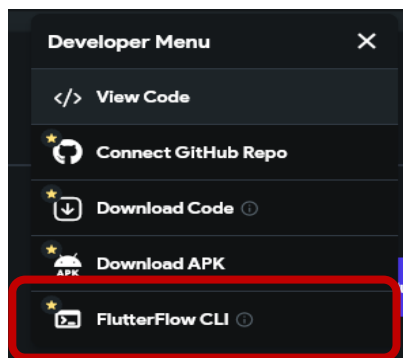 Developer Menu
View Code
Connect GitHub Repo
Download Code
APK
Download APK
FlutterFlow CLI